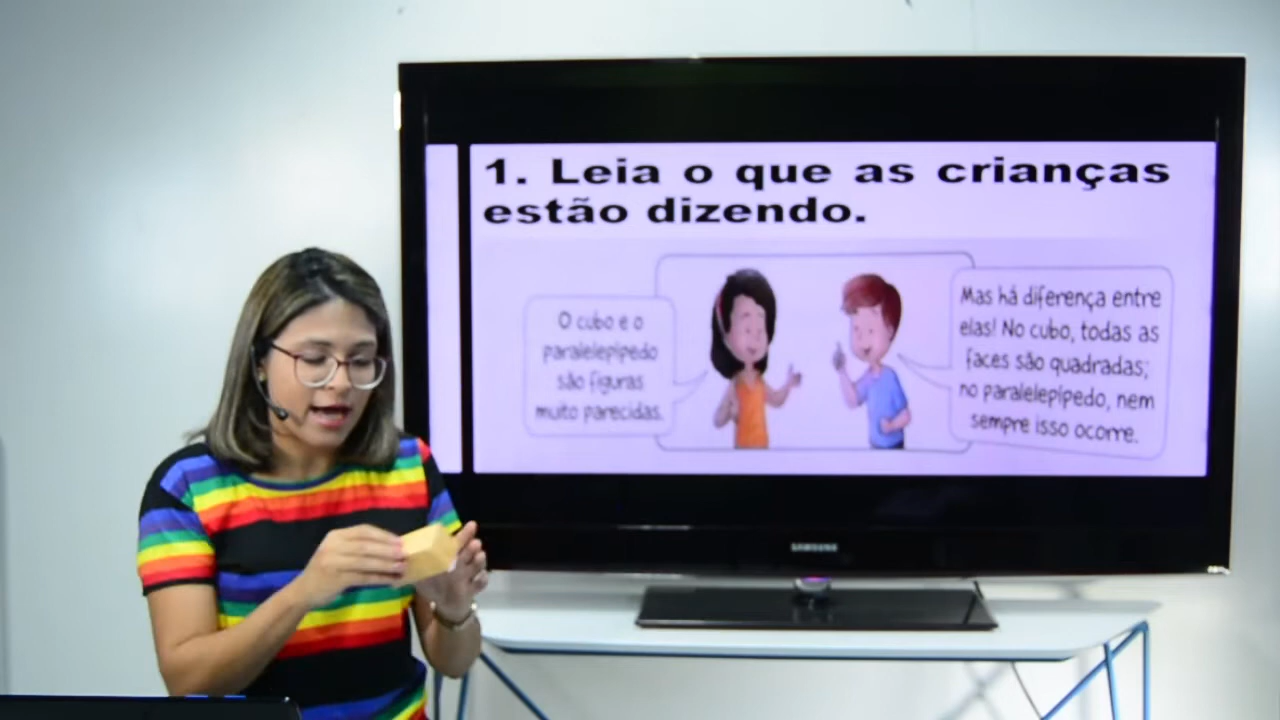 1. Leia o que as crianças
estão dizendo.
O cubo e o
paralelepípedo
são figuras
muito parecidas.
Mas há diferença entre
elas! No cubo, todas as
faces são quadradas;
no paralelepípedo, nem
sempre isso ocorre.
SAMSUNG